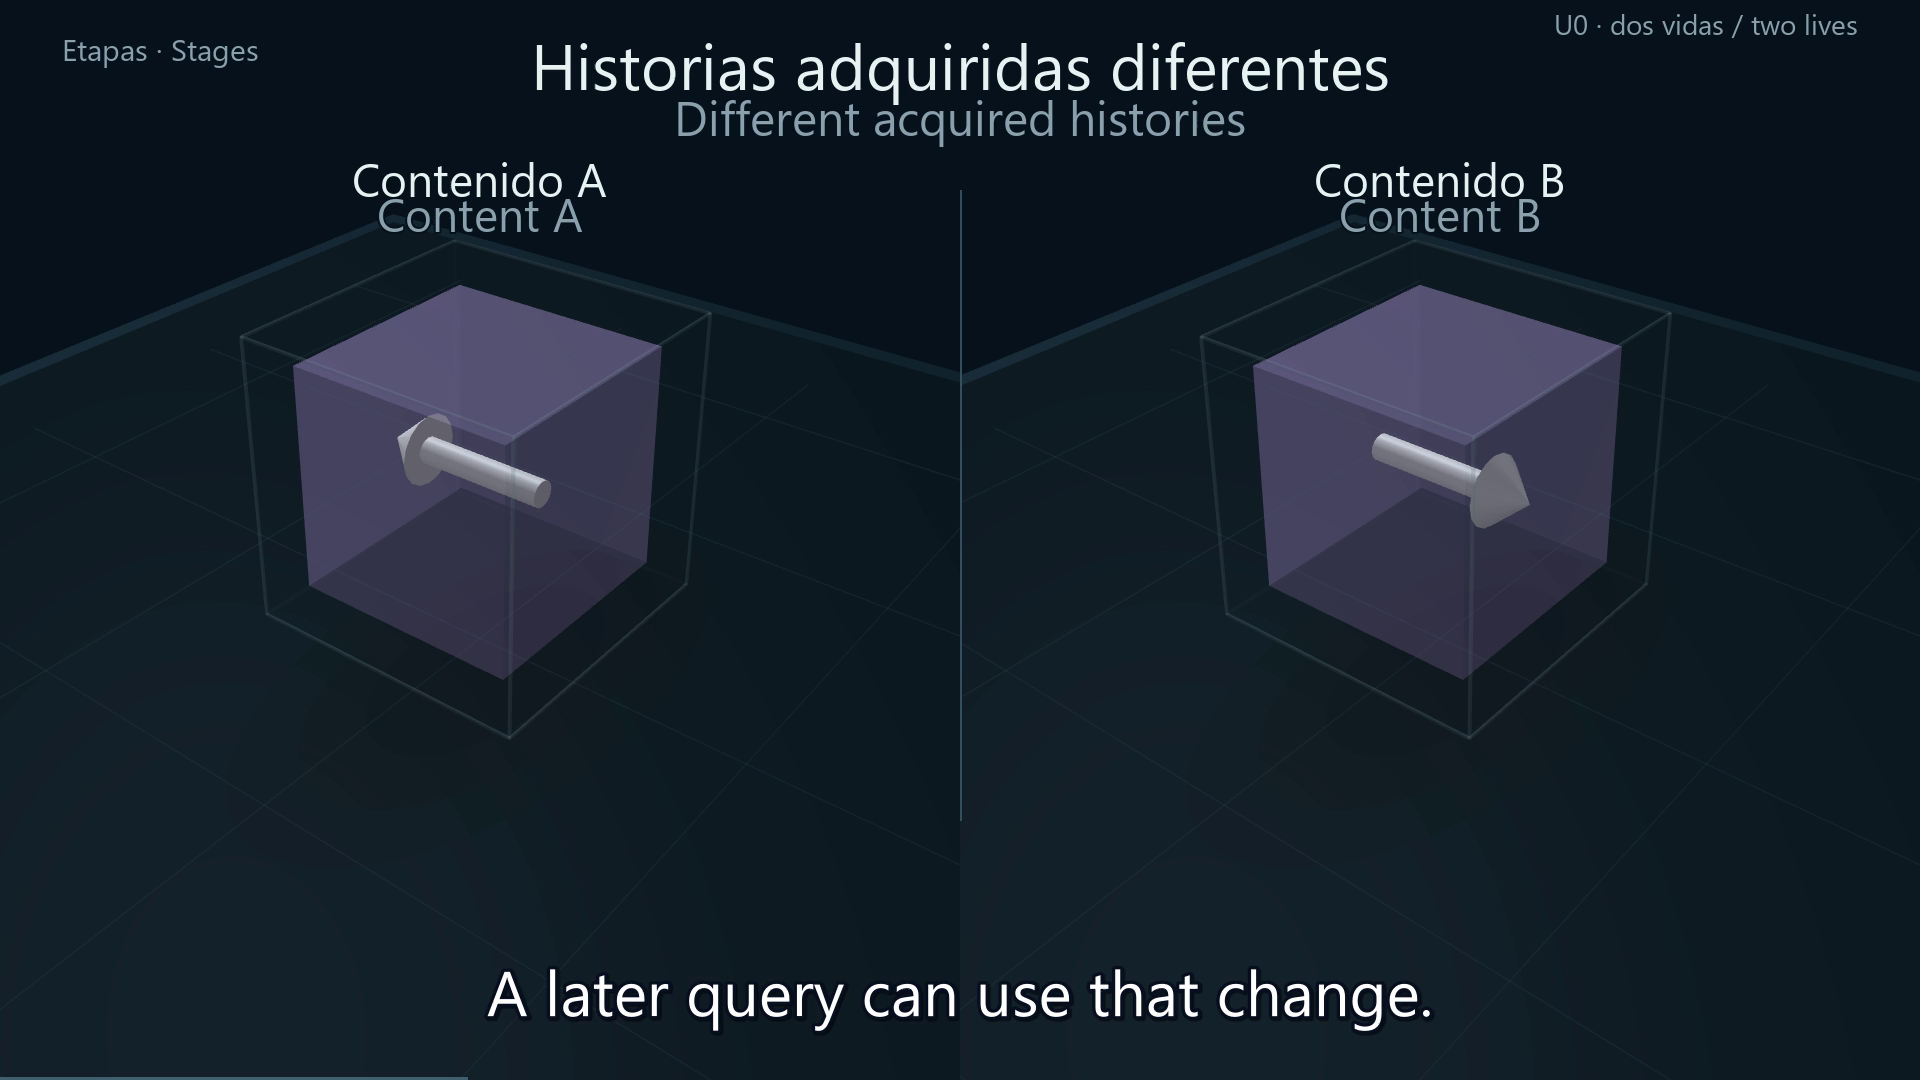 Etapas · Stages
U0 · dos vidas / two lives
Historias adquiridas diferentes
Different acquired histories
Contenido A
Content A
Contenido B
Content B
A later query can use that change.